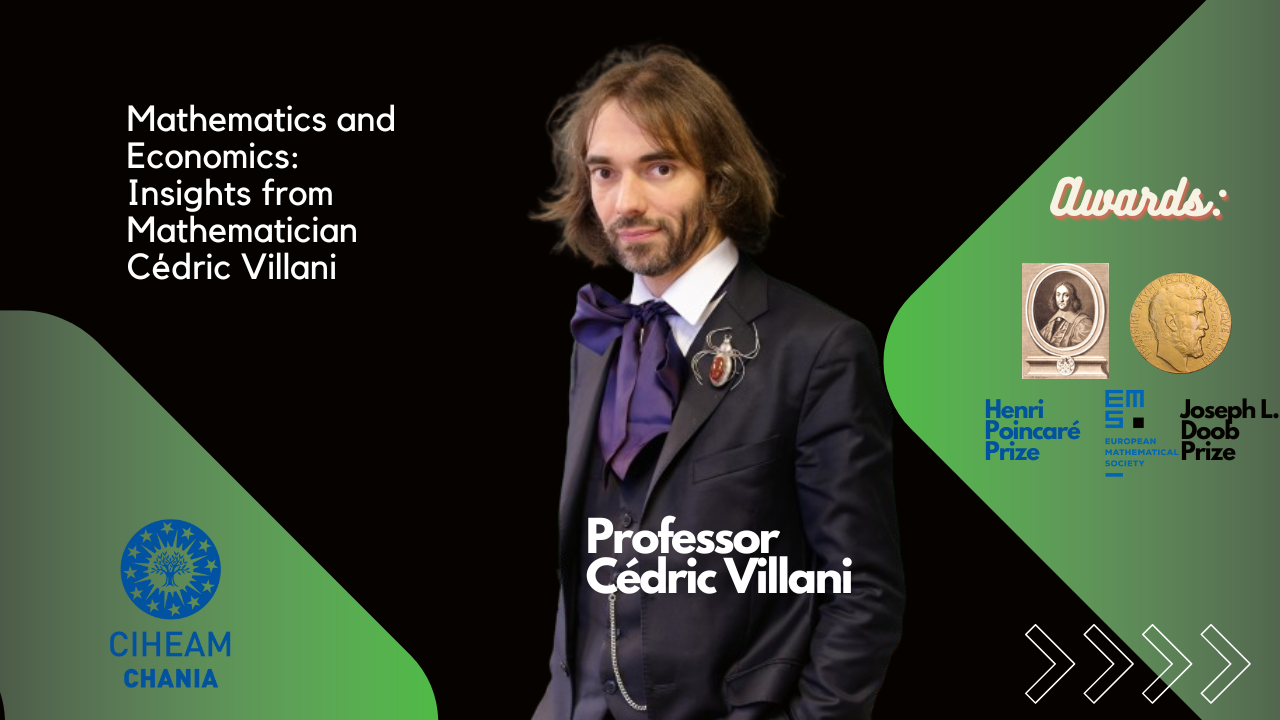 Mathematics and
Economics:
Insights from
Mathematician
Cédric Villani
Awards:
Henri
Poincaré
Prize
EMS
EUROPEAN
MATHEMATICAL
SOCIETY
Joseph L.
Doob
Prize
Professor
Cédric Villani
CIHEAM
CHANIA